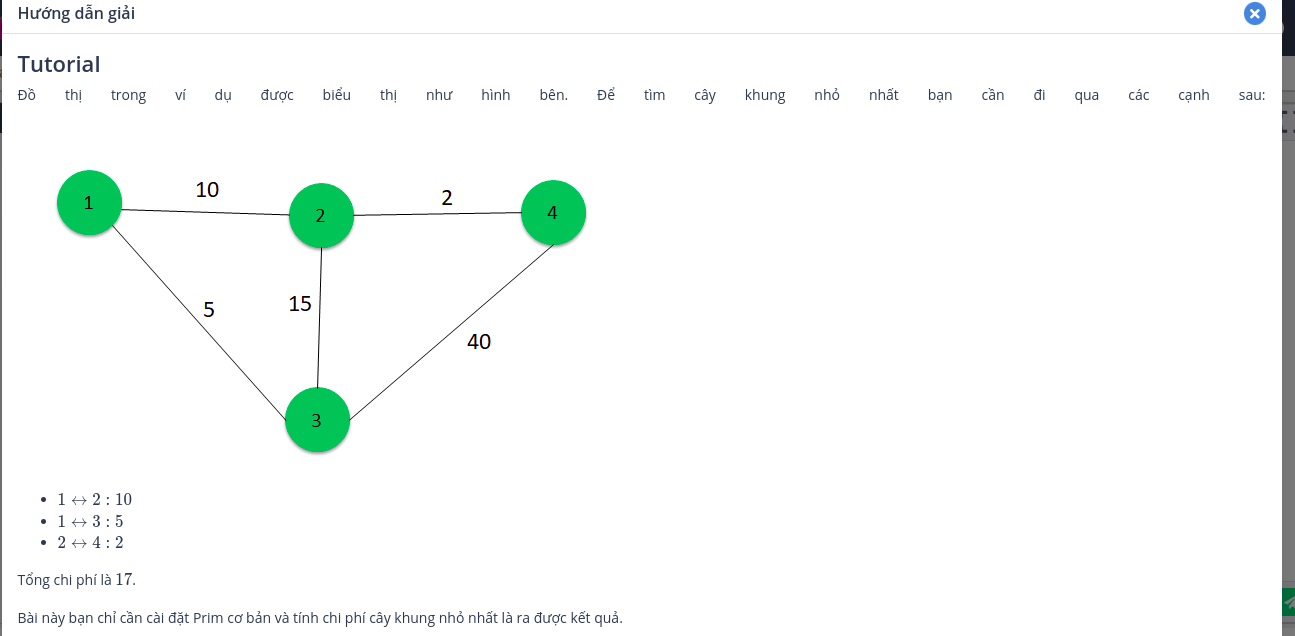 Hướng dẫn giải
Tutorial
Đồ thị trong ví dụ được biểu thị như hình bên. Để tìm cây khung nhỏ nhất bạn cần đi qua các cạnh sau:
10
2
1
2
4
5
15
40
3
1 ↔ 2 : 10
1 ↔ 3 : 5
2 ↔ 4 : 2
Tổng chi phí là 17.
Bài này bạn chỉ cần cài đặt Prim cơ bản và tính chi phí cây khung nhỏ nhất là ra được kết quả.